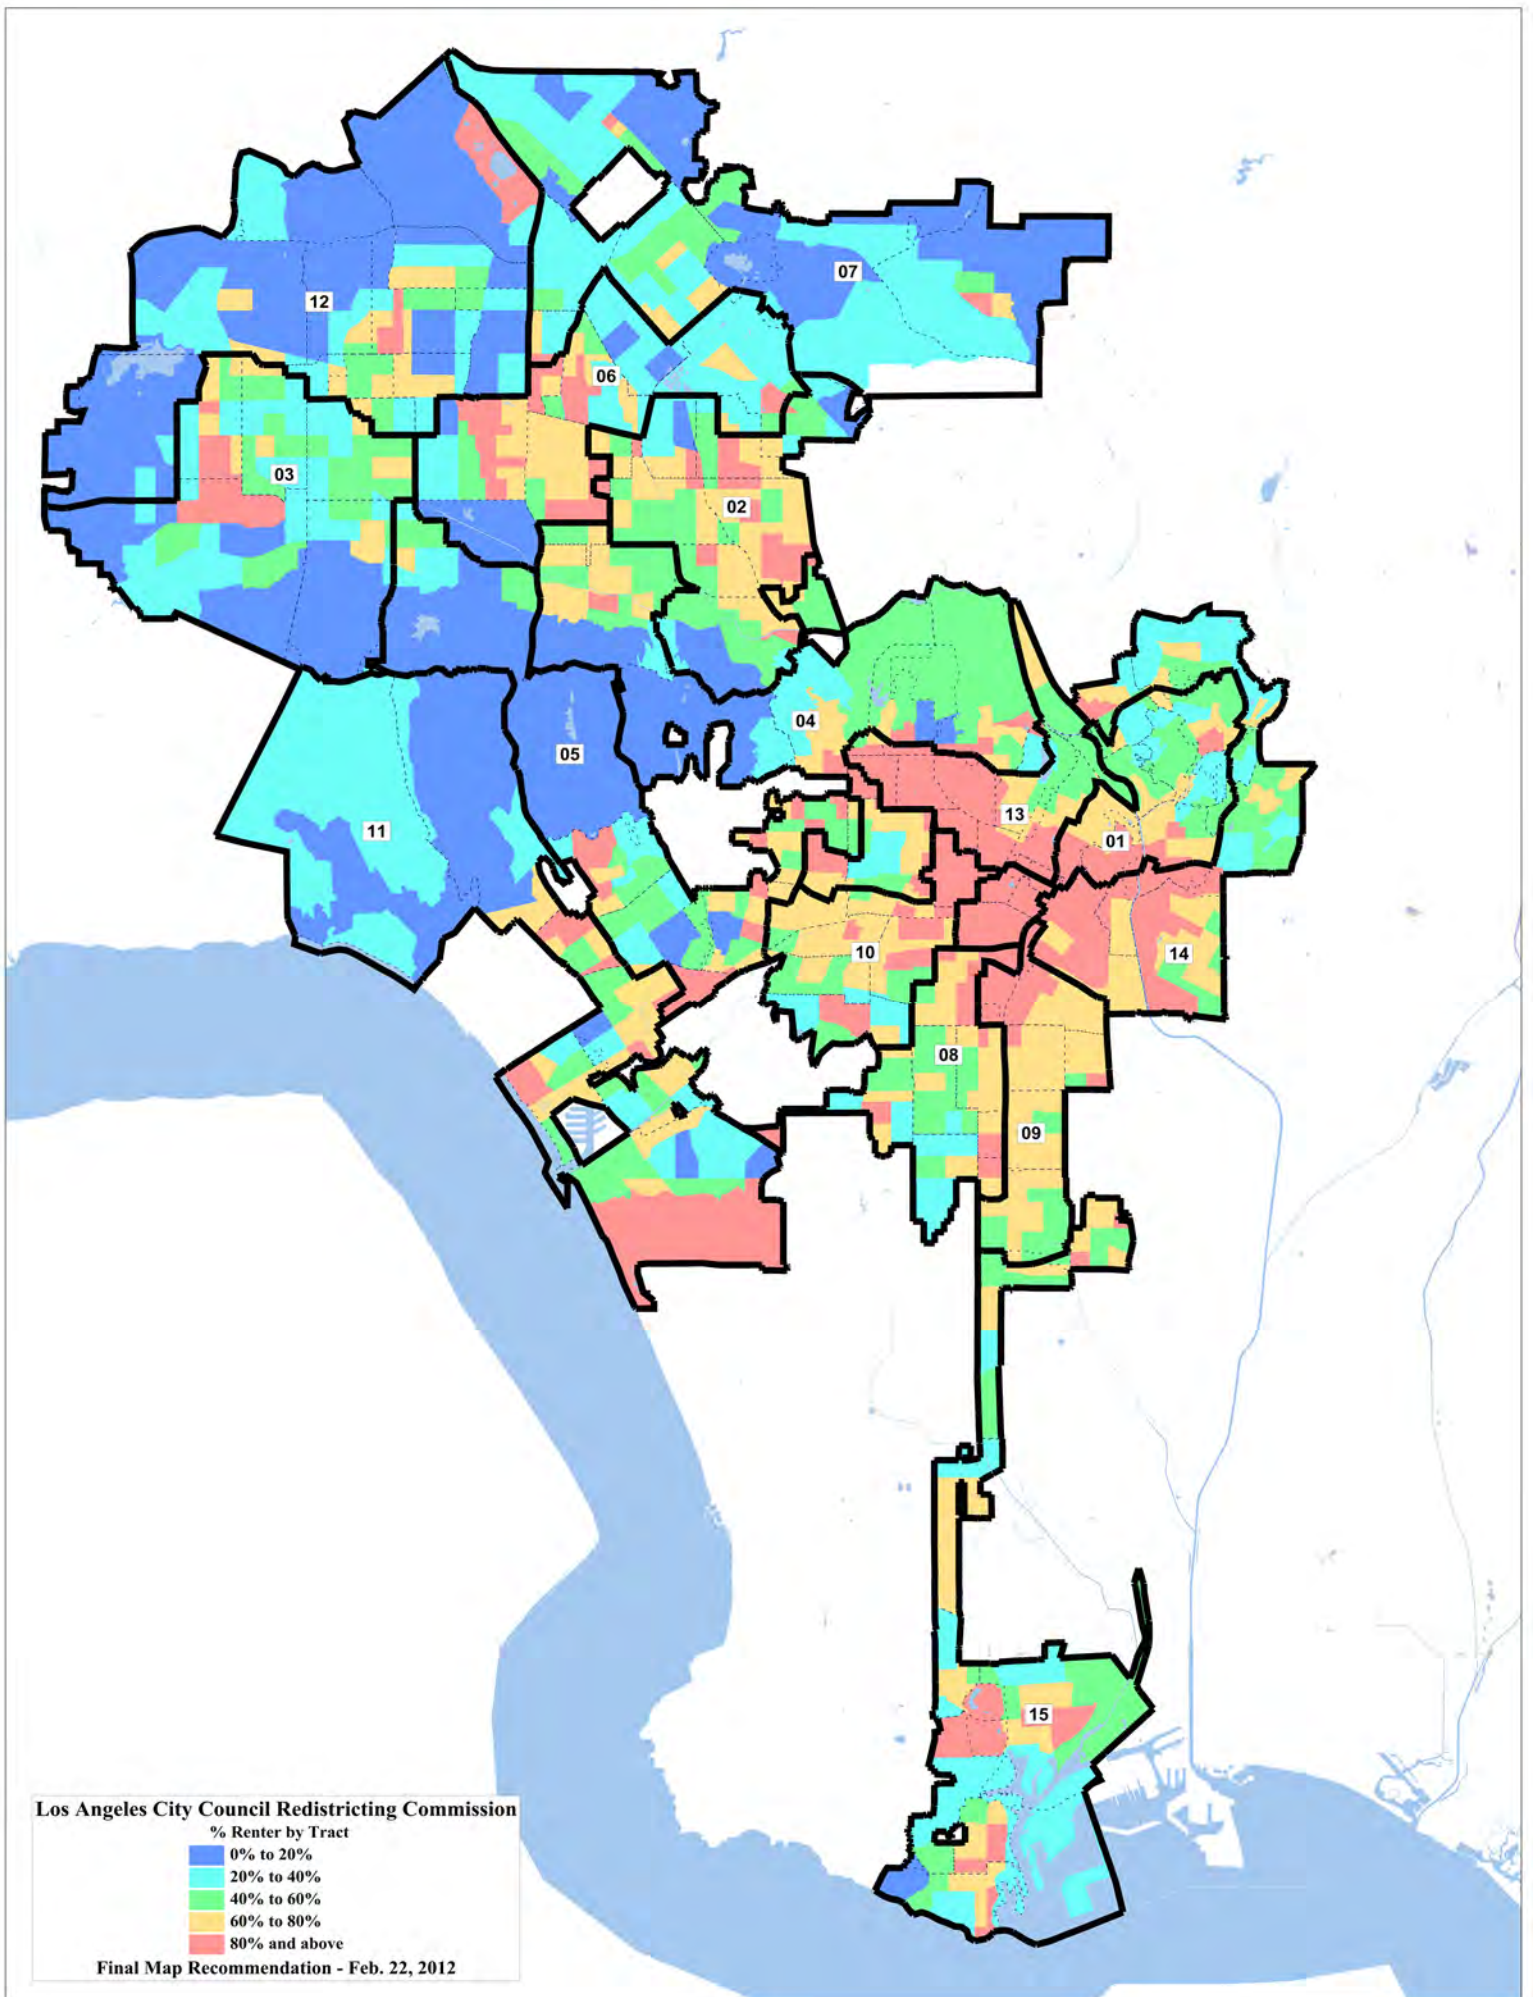 12
07
06
03
02
04
05
11
13
01
10
14
08
09
15
Los Angeles City Council Redistricting Commission
% Renter by Tract
0% to 20%
20% to 40%
40% to 60%
60% to 80%
80% and above
Final Map Recommendation - Feb. 22, 2012